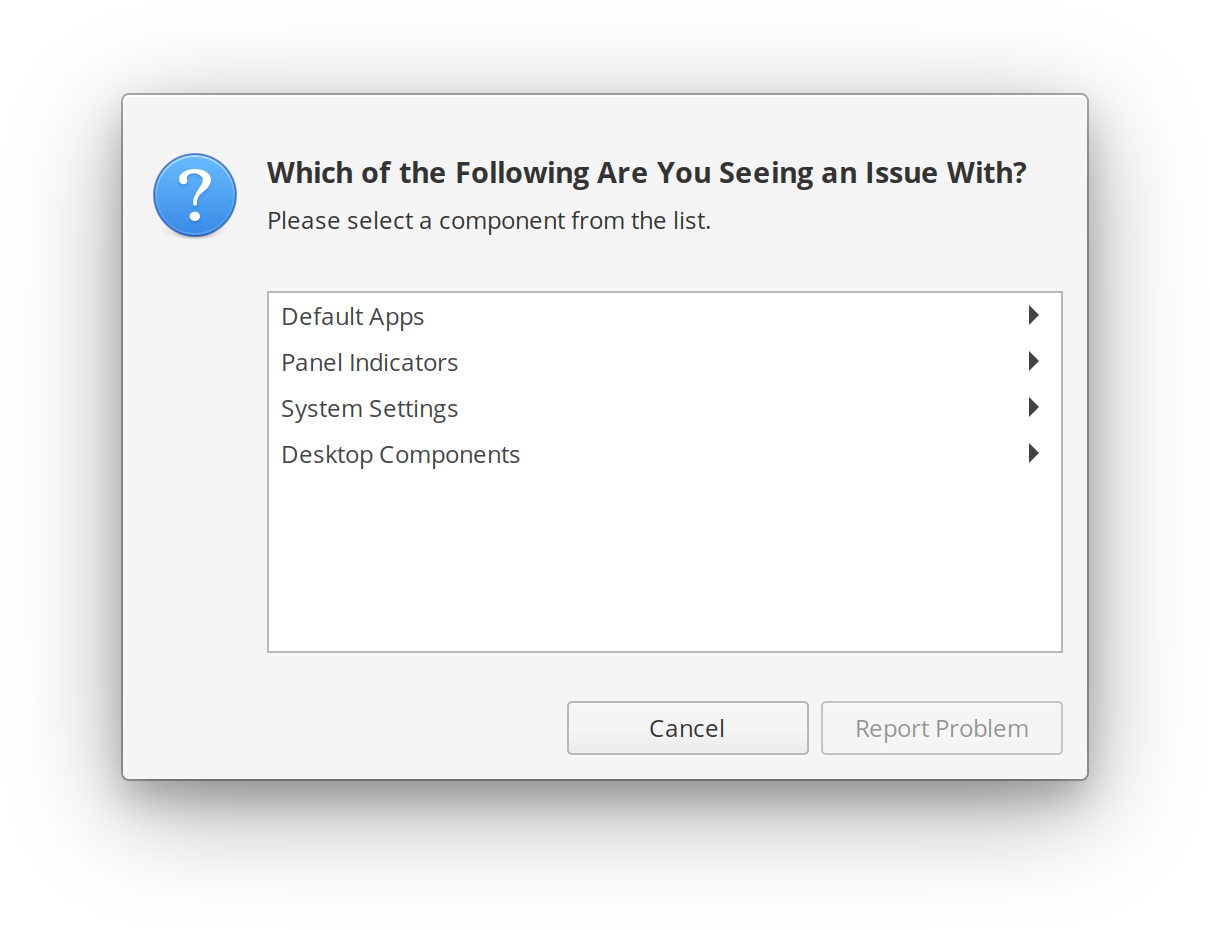 Which of the Following Are You Seeing an Issue With?
Please select a component from the list.
Default Apps
Panel Indicators
System Settings
Desktop Components
Cancel
Report Problem